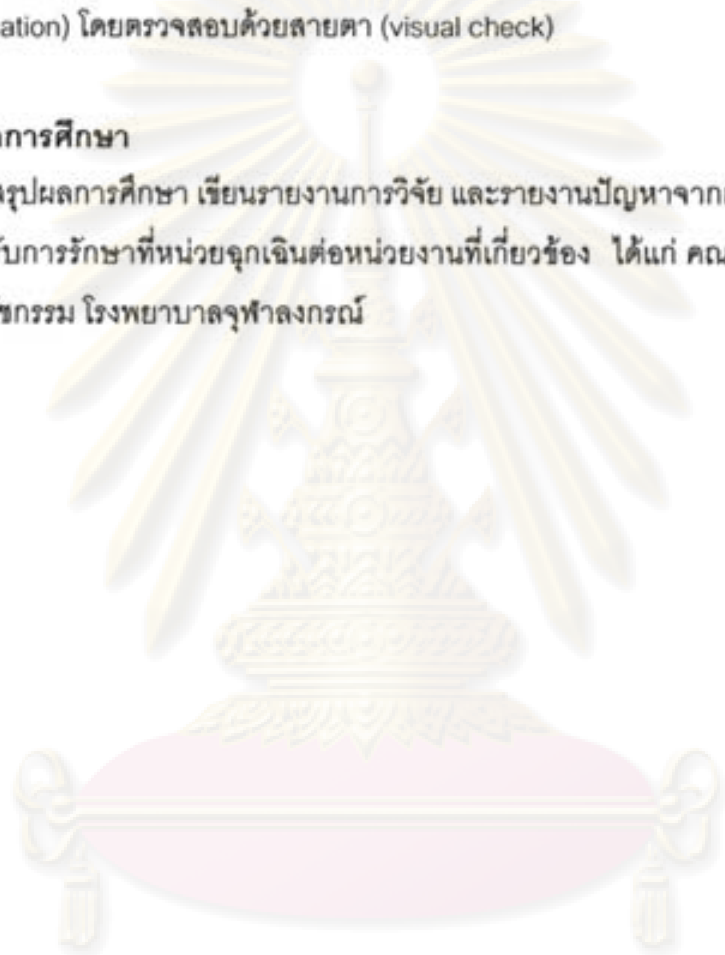 ation) โดยตรวจสอบด้วยสายตา (visual check)
การศึกษา
รุปผลการศึกษา เขียนรายงานการวิจัย และรายงานปัญหาจาก
บการรักษาที่หน่วยฉุกเฉินต่อหน่วยงานที่เกี่ยวข้อง ได้แก่ คณ
ชกรรม โรงพยาบาลจุฬาลงกรณ์